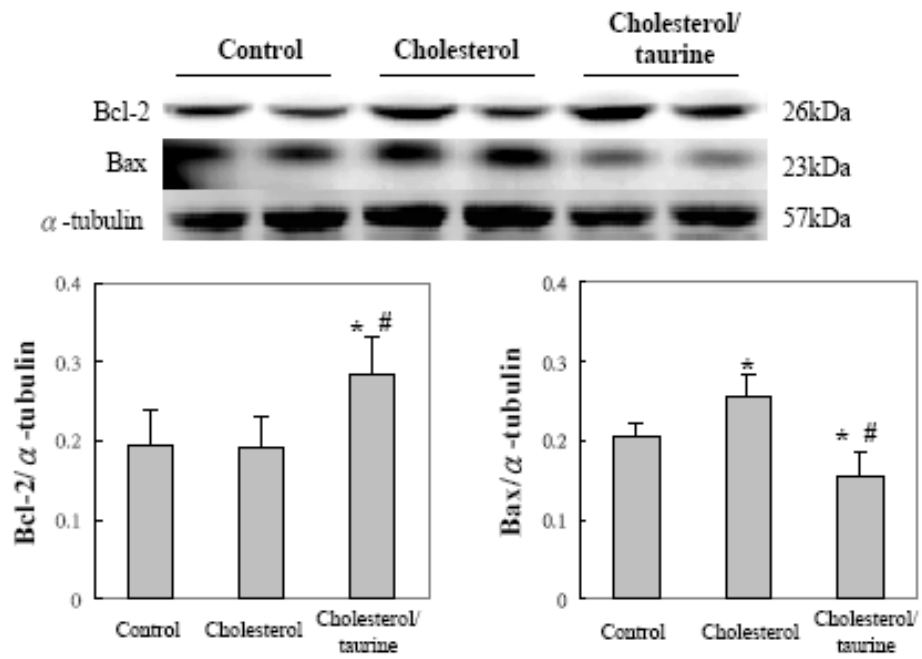 Control
Cholesterol
Cholesterol/
taurine
Bcl-2
26kDa
Bax
23kDa
α-tubulin
57kDa
Bcl-2/α-tubulin
0.4
0.3
0.2
0.1
0
* #
Control
Cholesterol
Cholesterol/
taurine
Bax/α-tubulin
0.4
0.3
0.2
0.1
0
*
* #
Control
Cholesterol
Cholesterol/
taurine